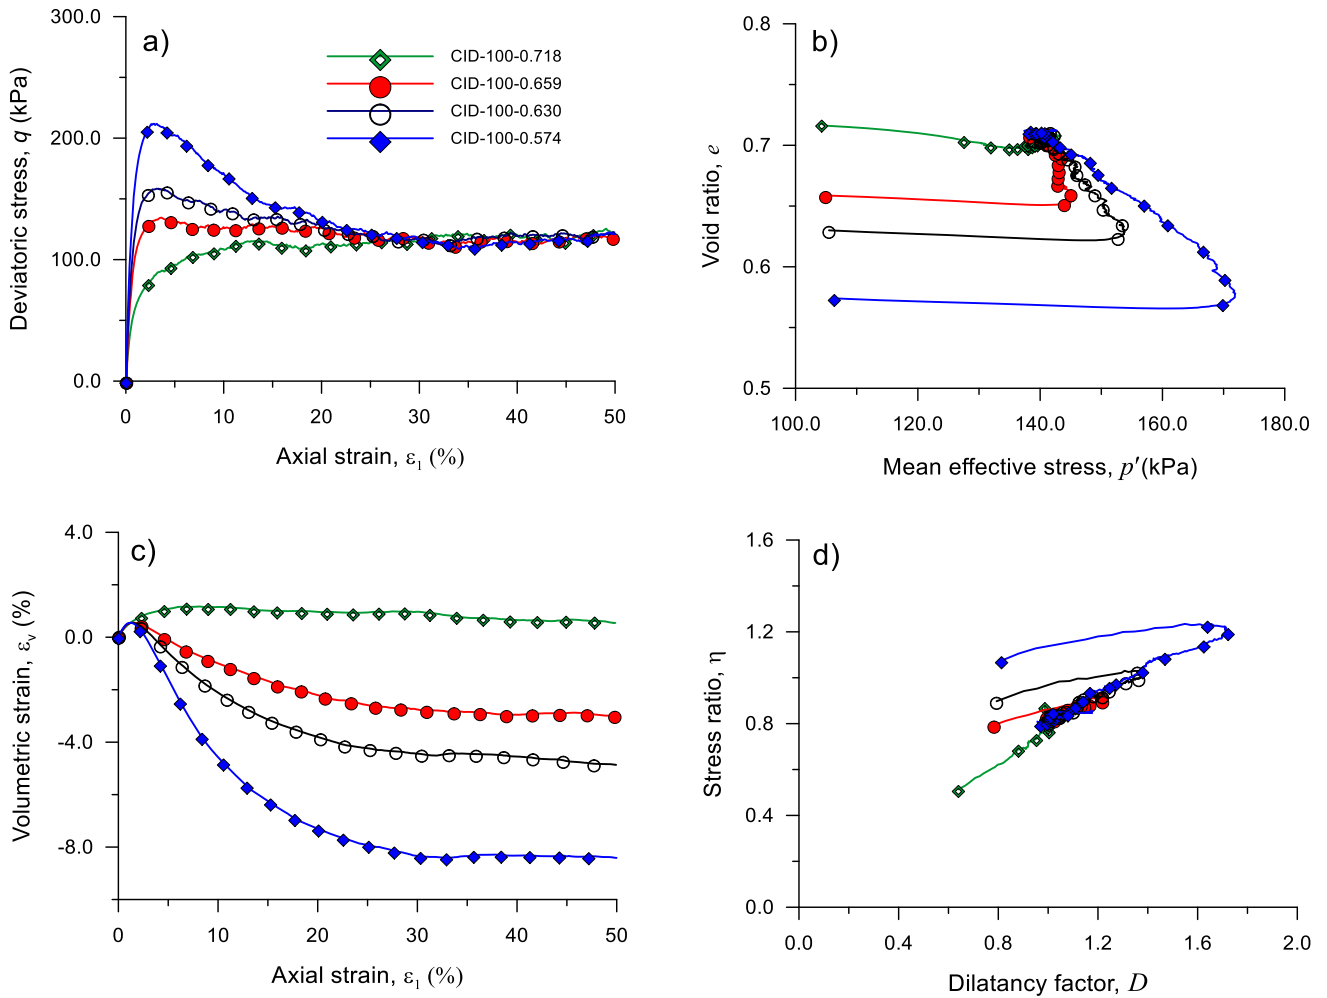 a)
Deviatoric stress, q (kPa)
300.0
200.0
100.0
0.0
CID-100-0.718
CID-100-0.659
CID-100-0.630
CID-100-0.574
0 10 20 30 40 50
Axial strain, ε1 (%)
b)
Void ratio, e
0.8
0.7
0.6
0.5
100.0 120.0 140.0 160.0 180.0
Mean effective stress, p'(kPa)
c)
Volumetric strain, εv (%)
4.0
0.0
-4.0
-8.0
0 10 20 30 40 50
Axial strain, ε1 (%)
d)
Stress ratio, η
1.6
1.2
0.8
0.4
0.0
0.0 0.4 0.8 1.2 1.6 2.0
Dilatancy factor, D